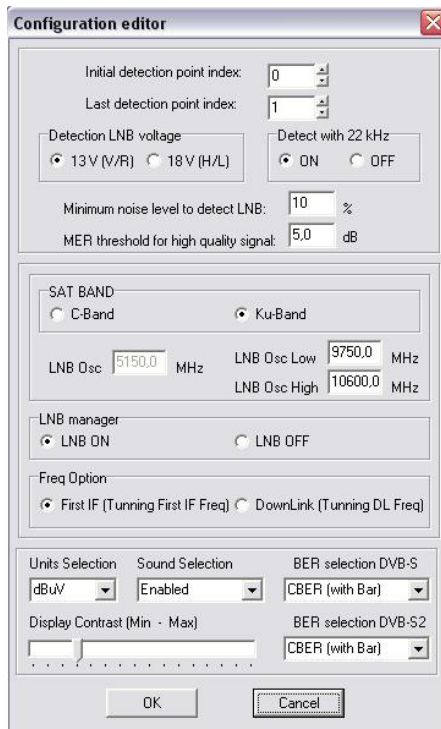 Configuration editor
Initial detection point index: 0
Last detection point index: 1
Detection LNB voltage
13 V (V/R) 18 V (H/L)
Detect with 22 kHz
ON OFF
Minimum noise level to detect LNB: 10 %
MER threshold for high quality signal: 5,0 dB
SAT BAND
C-Band Ku-Band
LNB Osc 5150,0 MHz
LNB Osc Low 9750,0 MHz
LNB Osc High 10600,0 MHz
LNB manager
LNB ON LNB OFF
Freq Option
First IF (Tunning First IF Freq) DownLink (Tunning DL Freq)
Units Selection Sound Selection BER selection DVB-S
dBuV Enabled CBER (with Bar)
Display Contrast (Min - Max) BER selection DVB-S2
CBER (with Bar)
OK Cancel